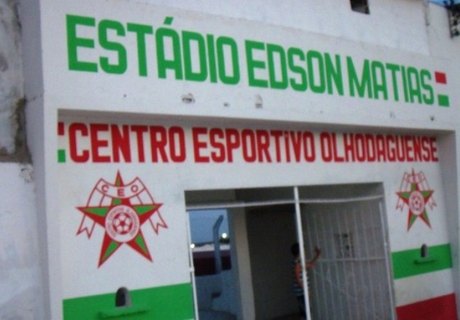 ESTÁDIO EDSON MATIAS
CENTRO ESPORTiVO OLHODAGUENSE
CEO
CEO